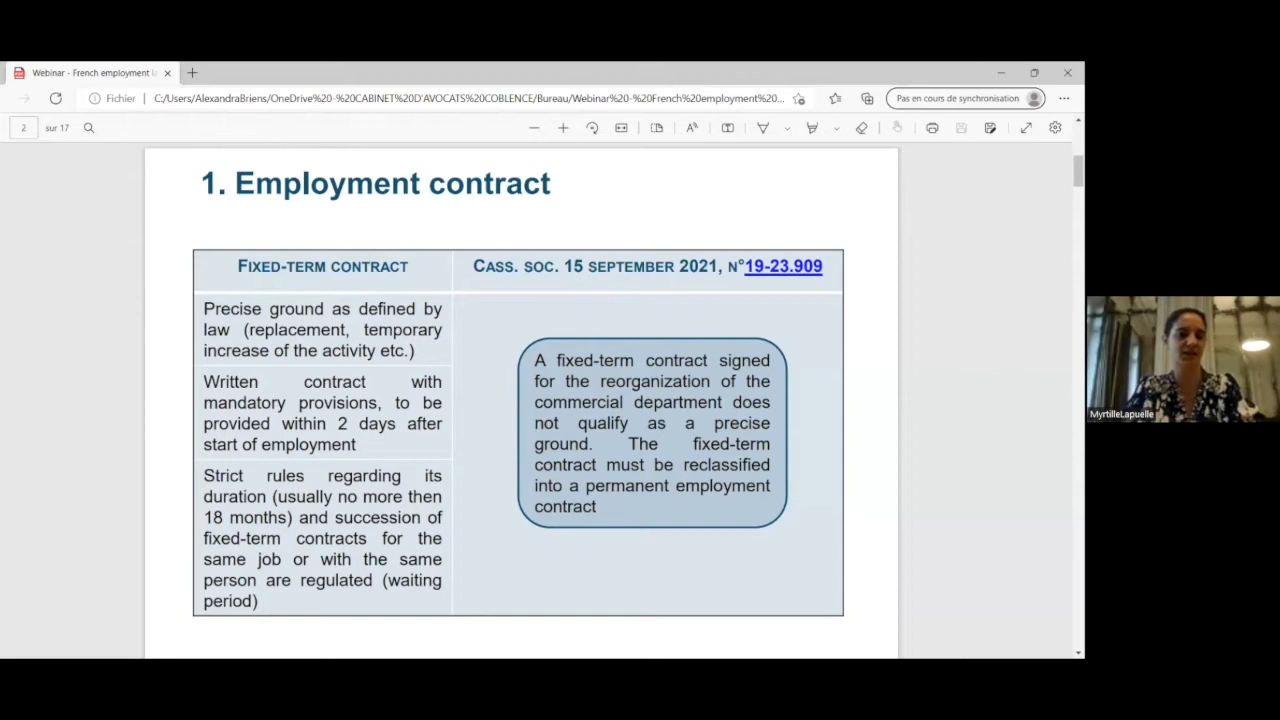 Webinar - French employment l
Fichier
C:/Users/AlexandraBriens/OneDrive%20-%20CABINET%20D'AVOCATS%20COBLENCE/Bureau/Webinar%20-%20French%20employment%20...
Pas en cours de synchronisation
2 sur 17
1. Employment contract
FIXED-TERM CONTRACT
CASS. SOC. 15 SEPTEMBER 2021, N°19-23.909
Precise ground as defined by
law (replacement, temporary
increase of the activity etc.)
Written contract with
mandatory provisions, to be
provided within 2 days after
start of employment
Strict rules regarding its
duration (usually no more then
18 months) and succession of
fixed-term contracts for the
same job or with the same
person are regulated (waiting
period)
A fixed-term contract signed
for the reorganization of the
commercial department does
not qualify as a precise
ground. The fixed-term
contract must be reclassified
into a permanent employment
contract
MyrtilleLapuelle